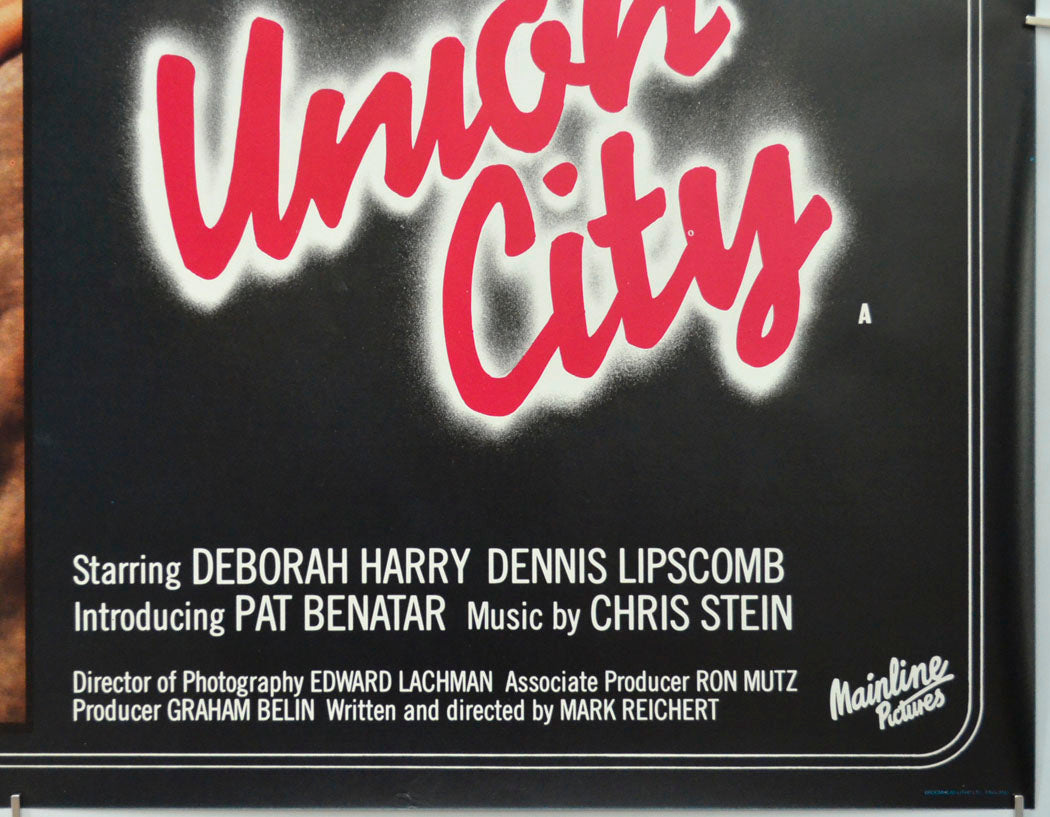 Union
City
A
Starring DEBORAH HARRY DENNIS LIPSCOMB
Introducing PAT BENATAR Music by CHRIS STEIN
Director of Photography EDWARD LACHMAN Associate Producer RON MUTZ
Producer GRAHAM BELIN Written and directed by MARK REICHERT
Mainline
Pictures